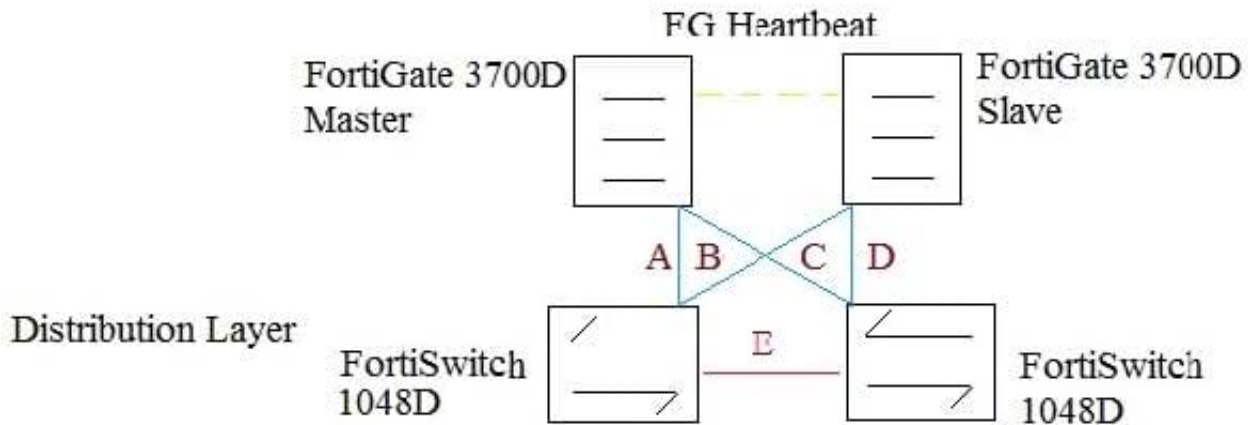 FG Heartbeat
FortiGate 3700D
Master
FortiGate 3700D
Slave
A
B
C
D
Distribution Layer
FortiSwitch
1048D
E
FortiSwitch
1048D